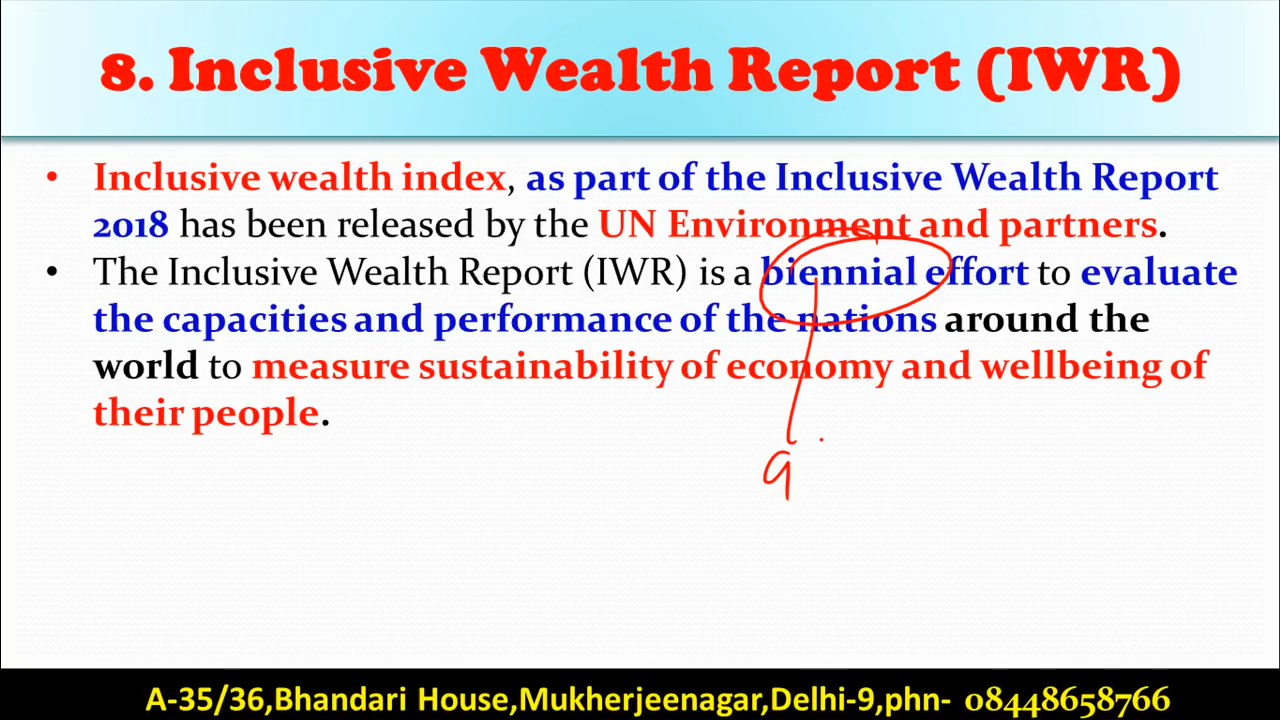 8. Inclusive Wealth Report (IWR)
• Inclusive wealth index, as part of the Inclusive Wealth Report
2018 has been released by the UN Environment and partners.
• The Inclusive Wealth Report (IWR) is a biennial effort to evaluate
the capacities and performance of the nations around the
world to measure sustainability of economy and wellbeing of
their people.
A-35/36,Bhandari House,Mukherjeenagar,Delhi-9,phn- 08448658766